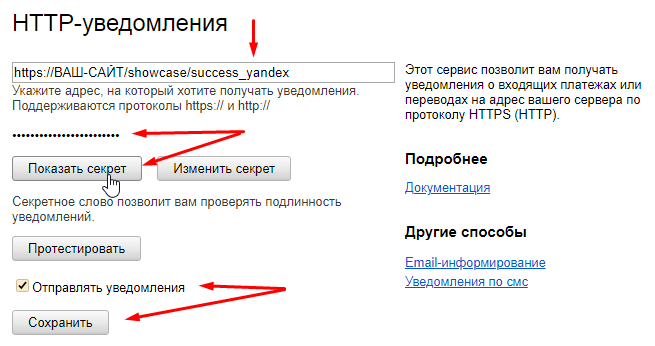 HTTP-уведомления
https://ВАШ-САЙТ/showcase/success_yandex
Укажите адрес, на который хотите получать уведомления.
Поддерживаются протоколы https:// и http://
••••••••••••••••••••••••
Показать секрет
Изменить секрет
Секретное слово позволит вам проверять подлинность
уведомлений.
Протестировать
Отправлять уведомления
Сохранить
Этот сервис позволит вам получать
уведомления о входящих платежах или
переводах на адрес вашего сервера по
протоколу HTTPS (HTTP).
Подробнее
Документация
Другие способы
Email-информирование
Уведомления по смс